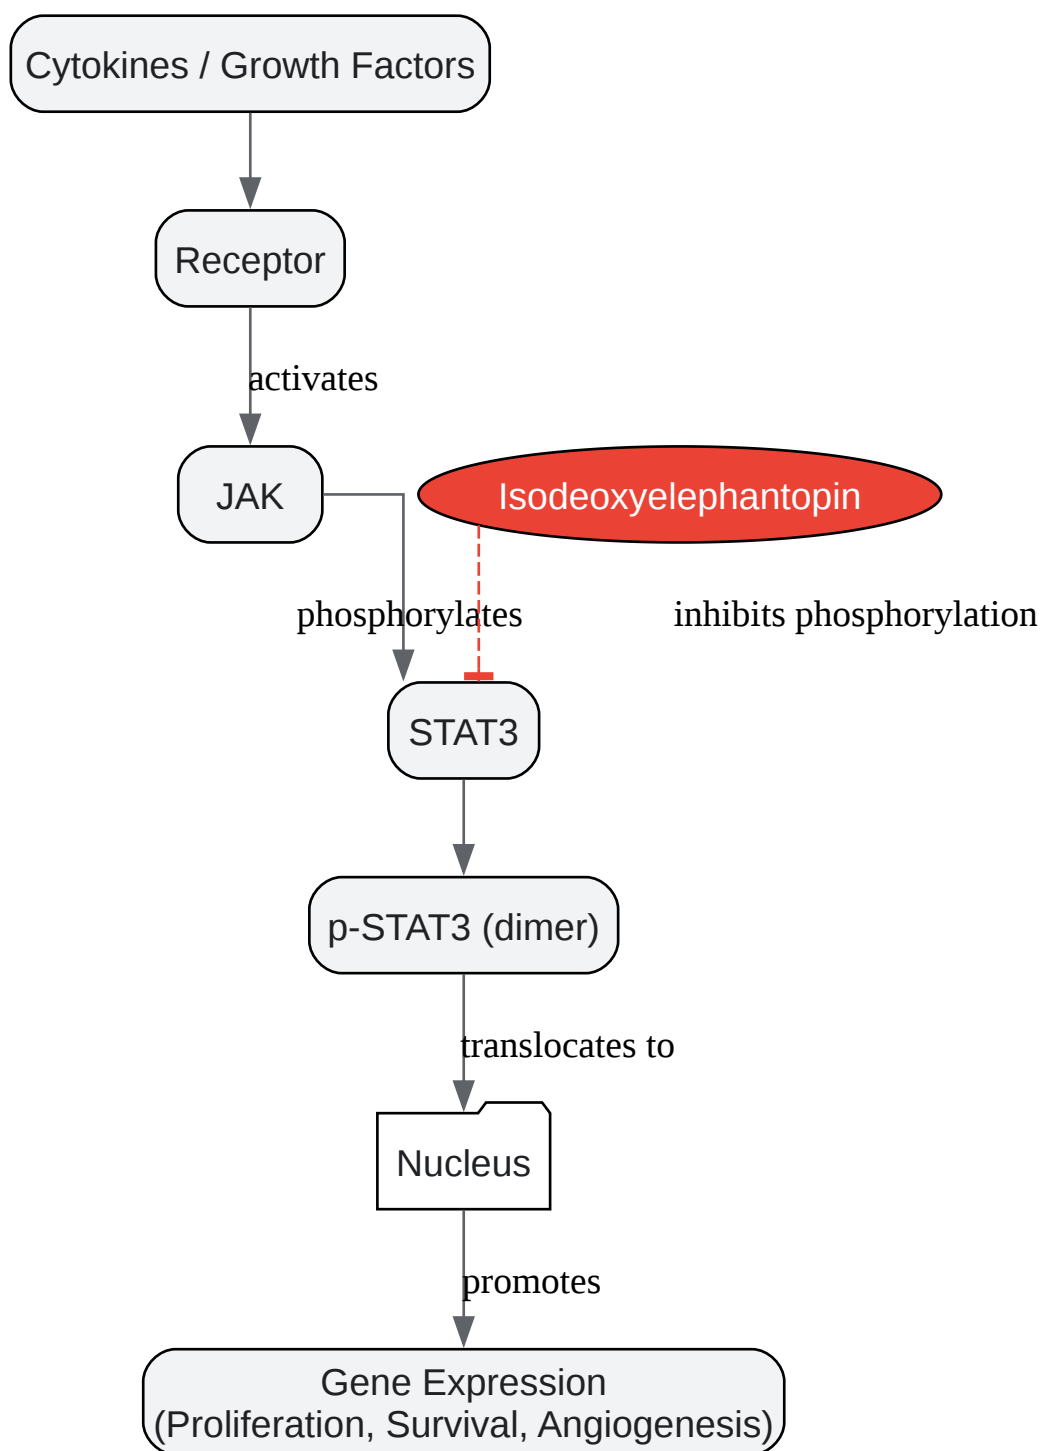 Cytokines / Growth Factors
Receptor
activates
JAK
Isodeoxyelephantopin
phosphorylates
inhibits phosphorylation
STAT3
p-STAT3 (dimer)
translocates to
Nucleus
promotes
Gene Expression
(Proliferation, Survival, Angiogenesis)